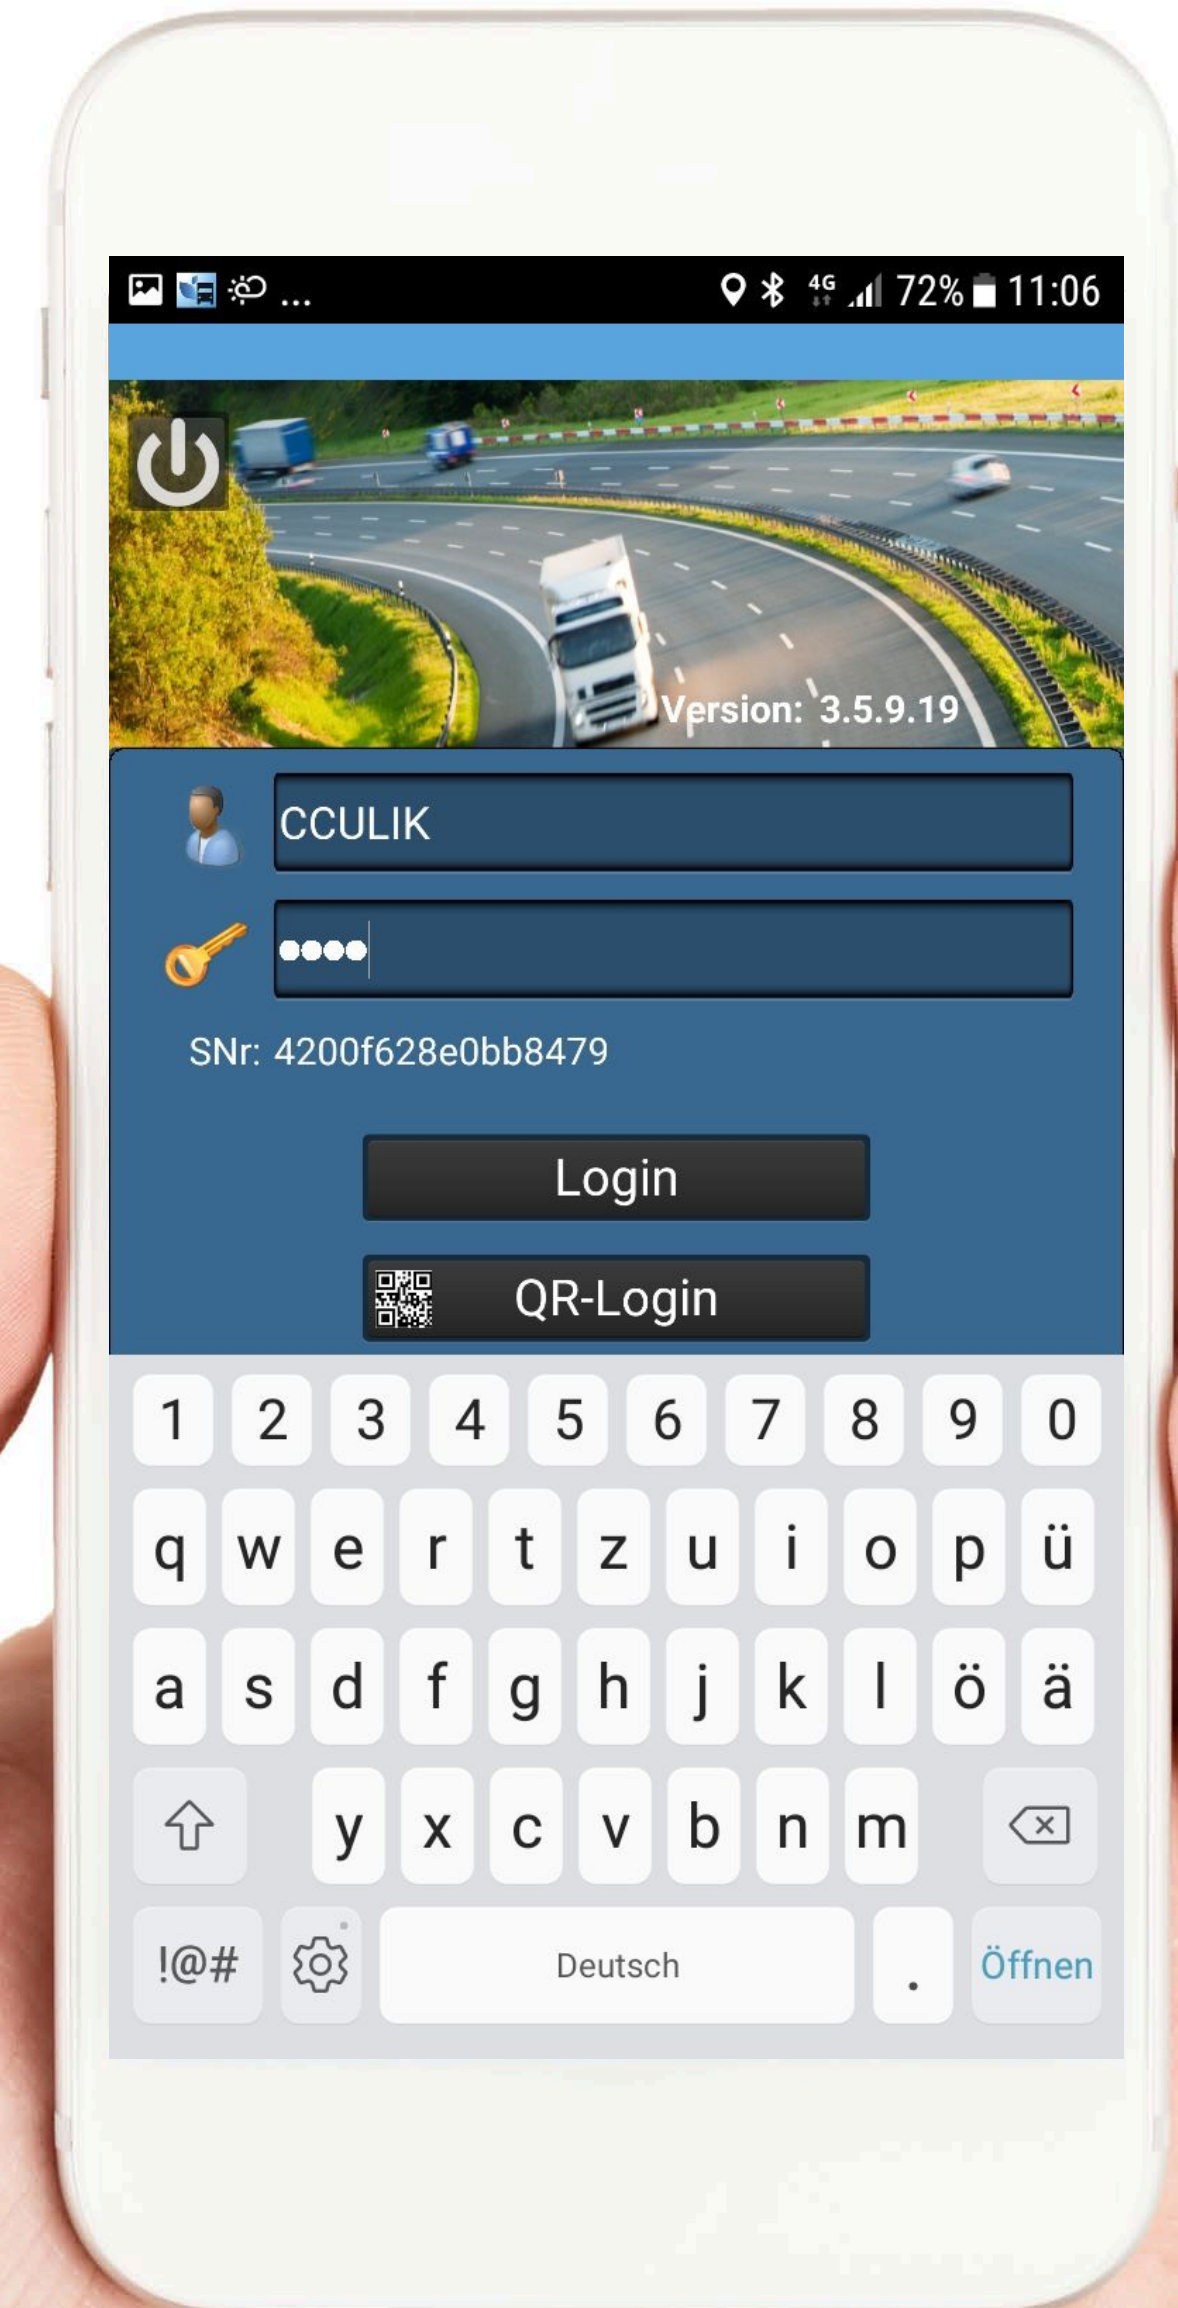 ... 4G 72% 11:06
Version: 3.5.9.19
CCULIK
SNr: 4200f628e0bb8479
Login
QR-Login
1 2 3 4 5 6 7 8 9 0
q w e r t z u i o p ü
a s d f g h j k l ö ä
y x c v b n m
!@# Deutsch . Öffnen